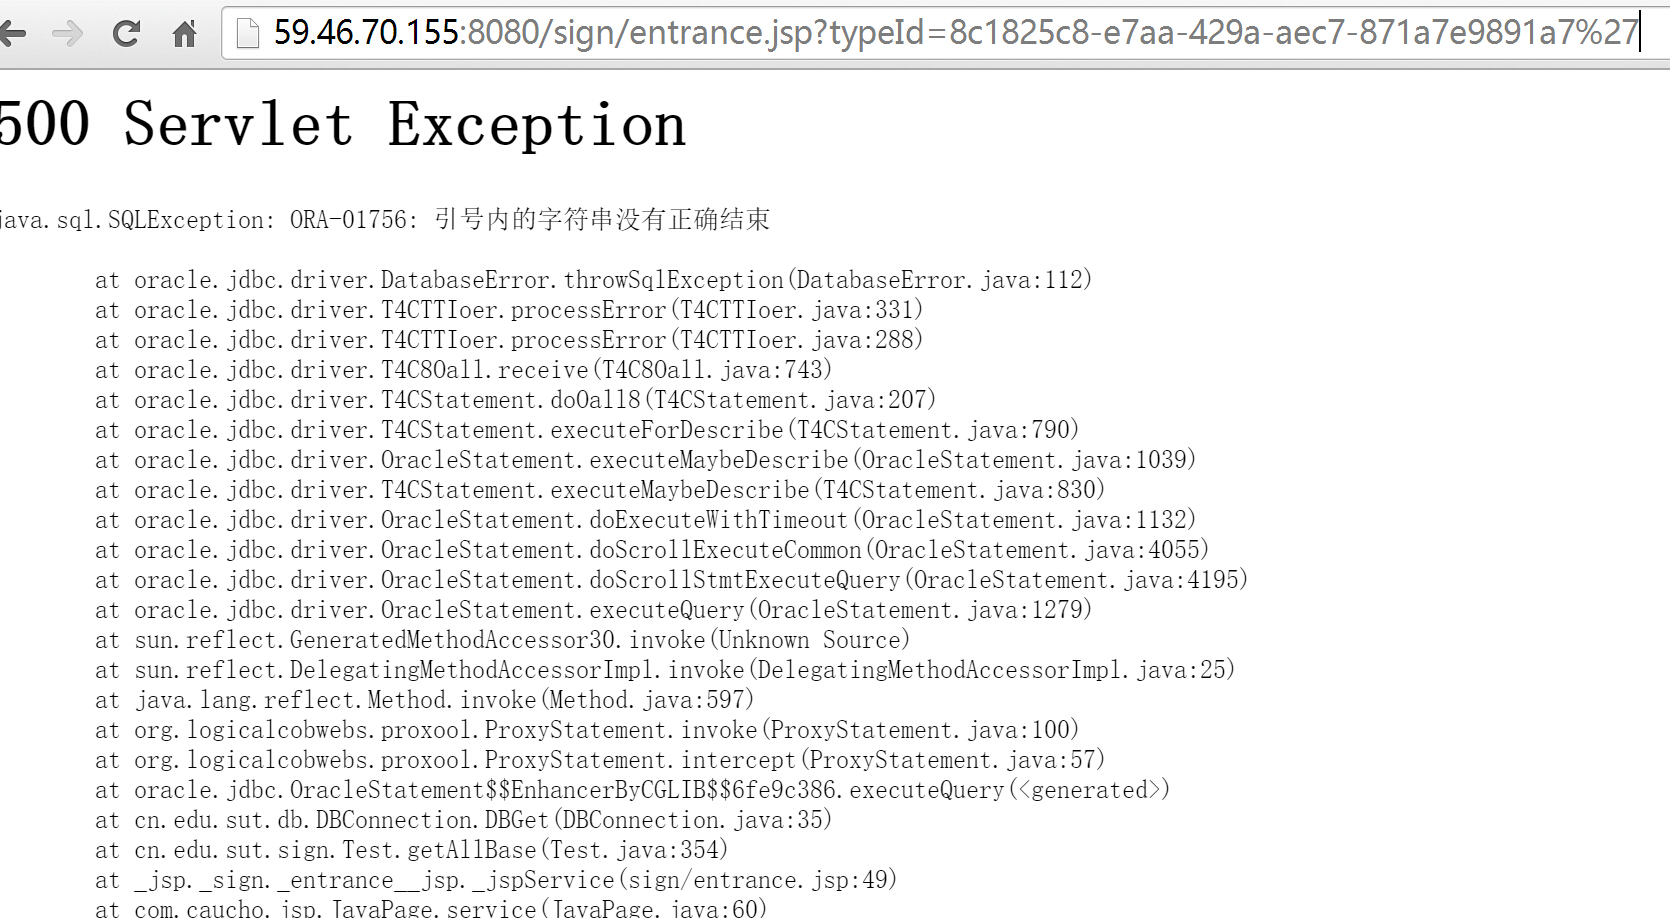 59.46.70.155:8080/sign/entrance.jsp?typeId=8c1825c8-e7aa-429a-aec7-871a7e9891a7%27
500 Servlet Exception
java.sql.SQLException: ORA-01756: 引号内的字符串没有正确结束
at oracle.jdbc.driver.DatabaseError.throwSqlException(DatabaseError.java:112)
at oracle.jdbc.driver.T4CTTIoer.processError(T4CTTIoer.java:331)
at oracle.jdbc.driver.T4CTTIoer.processError(T4CTTIoer.java:288)
at oracle.jdbc.driver.T4C8Oall.receive(T4C8Oall.java:743)
at oracle.jdbc.driver.T4CStatement.doOall8(T4CStatement.java:207)
at oracle.jdbc.driver.T4CStatement.executeForDescribe(T4CStatement.java:790)
at oracle.jdbc.driver.OracleStatement.executeMaybeDescribe(OracleStatement.java:1039)
at oracle.jdbc.driver.T4CStatement.executeMaybeDescribe(T4CStatement.java:830)
at oracle.jdbc.driver.OracleStatement.doExecuteWithTimeout(OracleStatement.java:1132)
at oracle.jdbc.driver.OracleStatement.doScrollExecuteCommon(OracleStatement.java:4055)
at oracle.jdbc.driver.OracleStatement.doScrollStmtExecuteQuery(OracleStatement.java:4195)
at oracle.jdbc.driver.OracleStatement.executeQuery(OracleStatement.java:1279)
at sun.reflect.GeneratedMethodAccessor30.invoke(Unknown Source)
at sun.reflect.DelegatingMethodAccessorImpl.invoke(DelegatingMethodAccessorImpl.java:25)
at java.lang.reflect.Method.invoke(Method.java:597)
at org.logicalcobwebs.proxool.ProxyStatement.invoke(ProxyStatement.java:100)
at org.logicalcobwebs.proxool.ProxyStatement.intercept(ProxyStatement.java:57)
at oracle.jdbc.OracleStatement$$EnhancerByCGLIB$$6fe9c386.executeQuery(<generated>)
at cn.edu.sut.db.DBConnection.DBGet(DBConnection.java:35)
at cn.edu.sut.sign.Test.getAllBase(Test.java:354)
at _jsp._sign._entrance__jsp._jspService(sign/entrance.jsp:49)
at com.caucho.jsp.JavaPage.service(JavaPage.java:60)